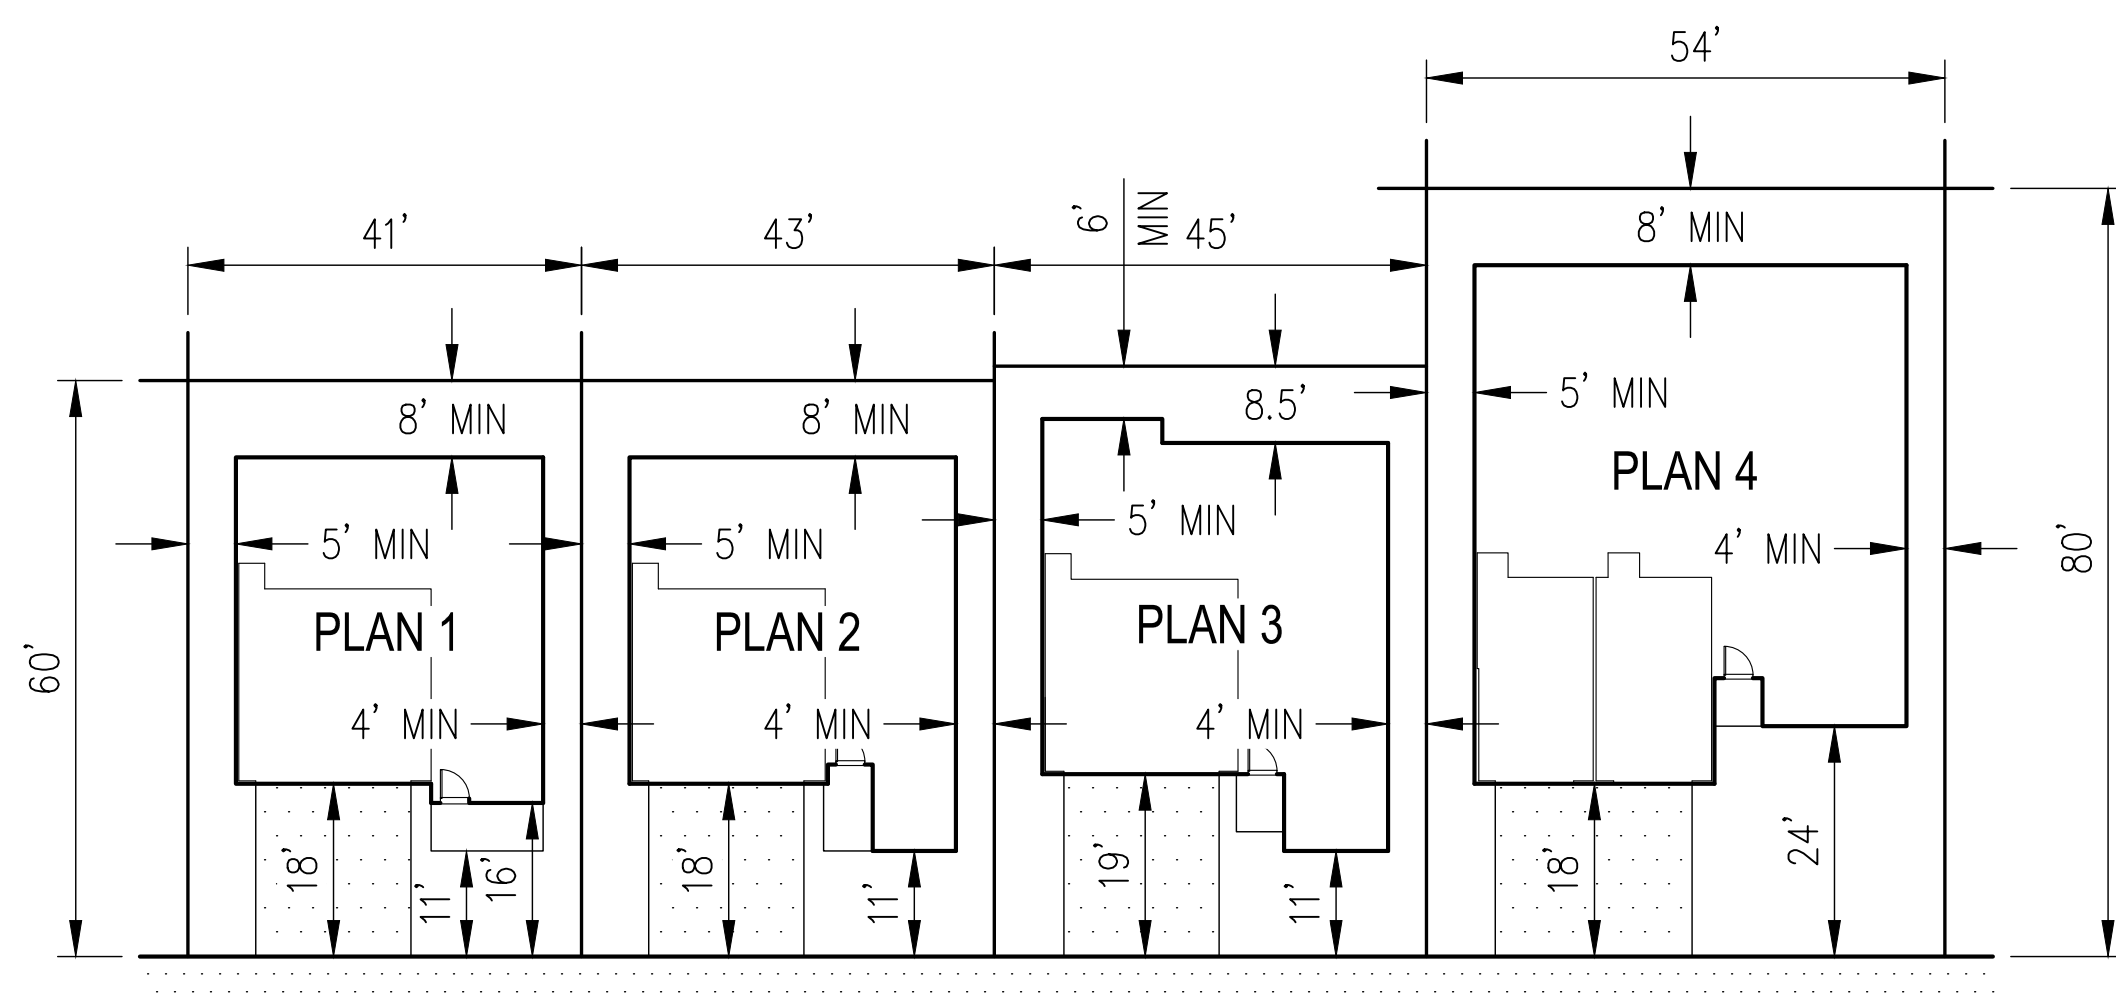 54'
41'
43'
6'
MIN
45'
8' MIN
8' MIN
8' MIN
8.5'
5' MIN
PLAN 4
5' MIN
5' MIN
5' MIN
4' MIN
80'
PLAN 1
PLAN 2
PLAN 3
60'
4' MIN
4' MIN
4' MIN
18'
11'
16'
18'
11'
19'
11'
18'
24'